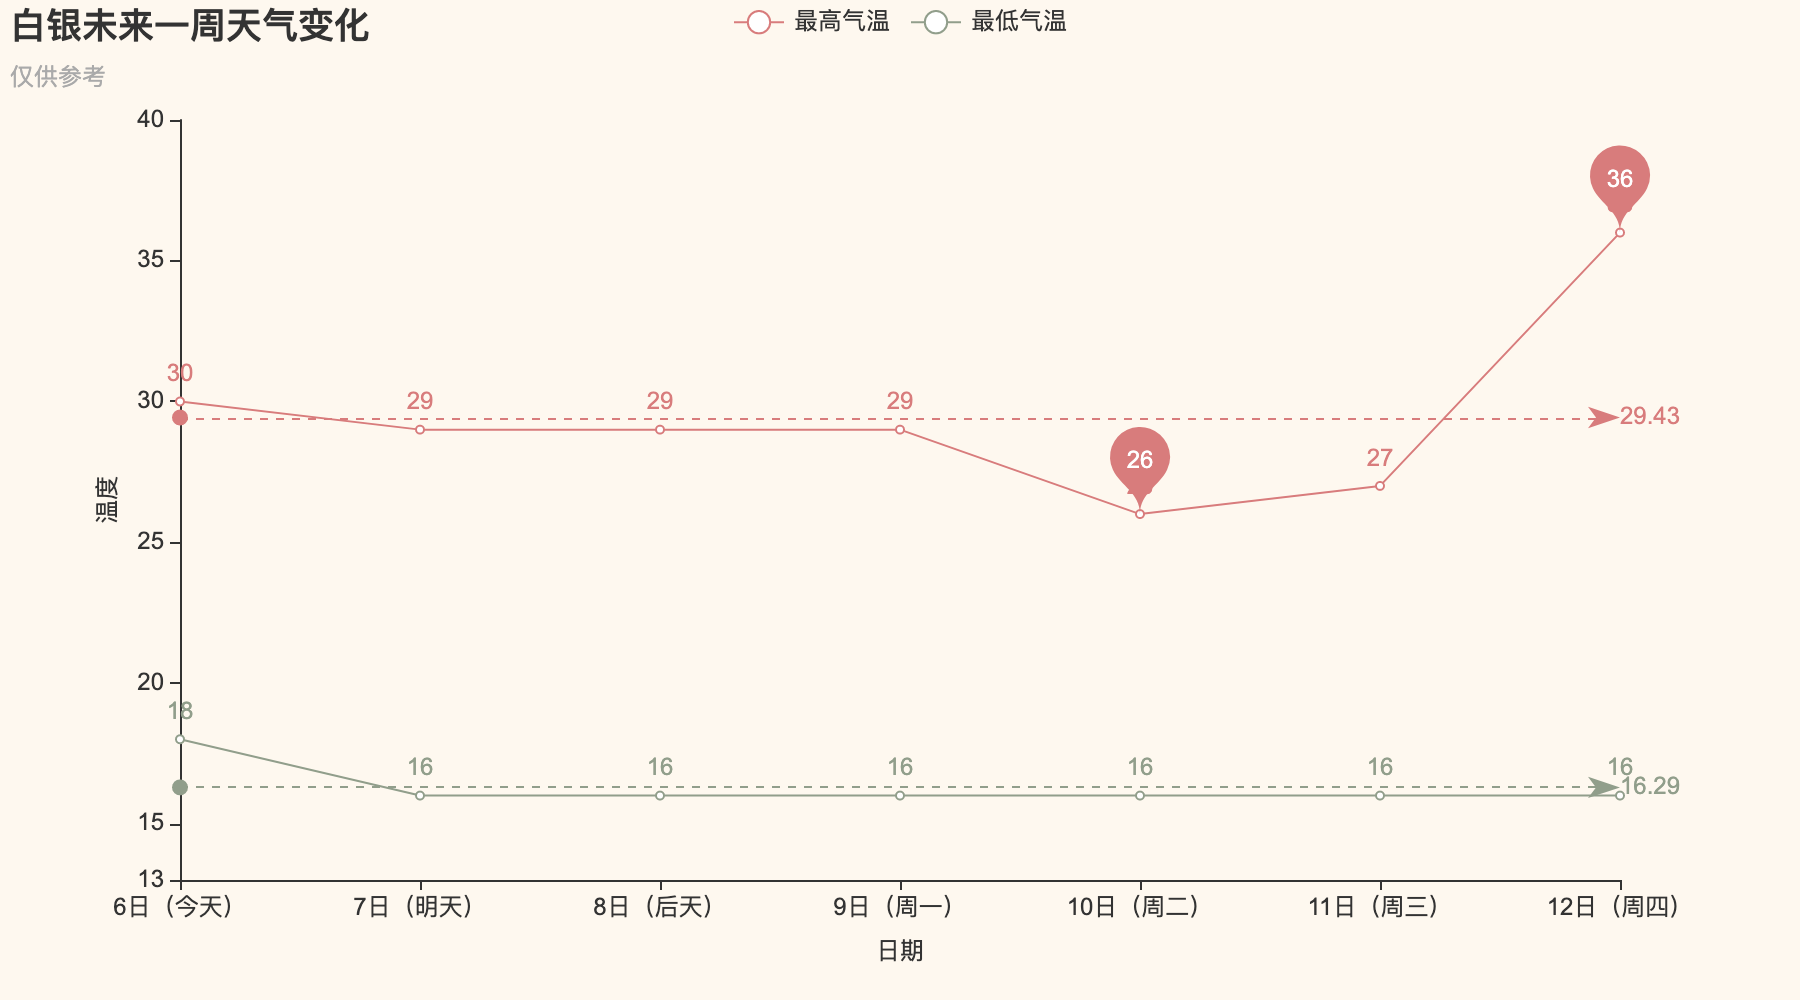 白银未来一周天气变化
仅供参考
最高气温 最低气温
40
35
30
25
20
15
13
温度
30 29 29 29 26 27 36
29.43
18 16 16 16 16 16 16
16.29
6日（今天） 7日（明天） 8日（后天） 9日（周一） 10日（周二） 11日（周三） 12日（周四）
日期